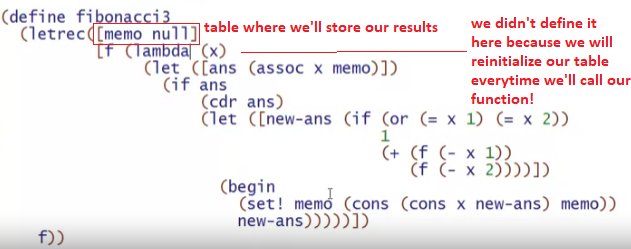 (define fibonacci3
(letrec([memo null] table where we'll store our results
[f (lambda (x)
(let ([ans (assoc x memo)])
(if ans
(cdr ans)
(let ([new-ans (if (or (= x 1) (= x 2))
1
(+ (f (- x 1))
(f (- x 2))))])
(begin
(set! memo (cons (cons x new-ans) memo))
new-ans)))))])
f))
we didn't define it
here because we will
reinitialize our table
everytime we'll call our
function!